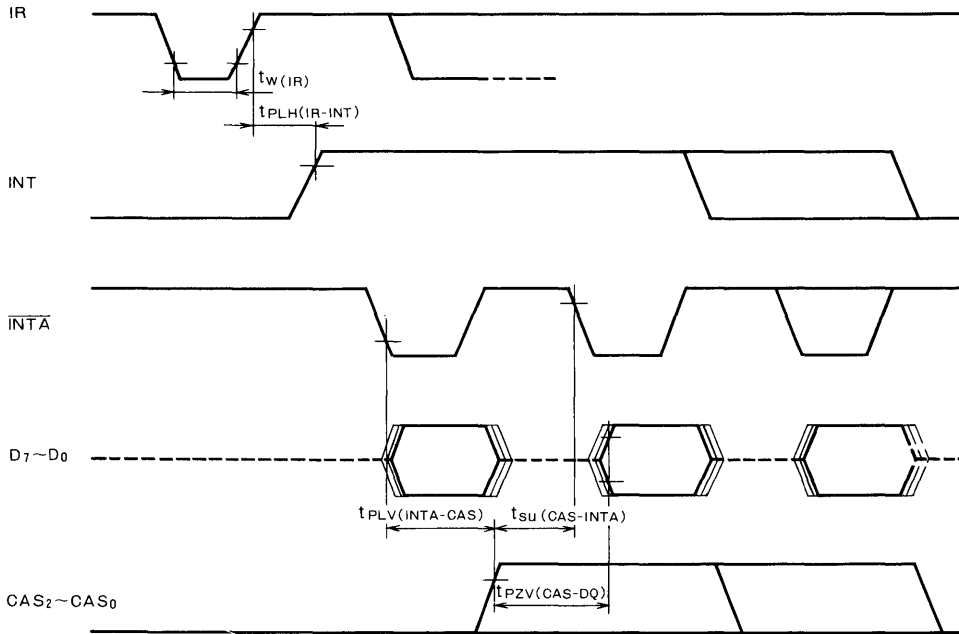 IR
tW(IR)
tPLH(IR-INT)
INT
INTA
D7~D0
tPLV(INTA-CAS)
tsu(CAS-INTA)
tPZV(CAS-DQ)
CAS2~CAS0